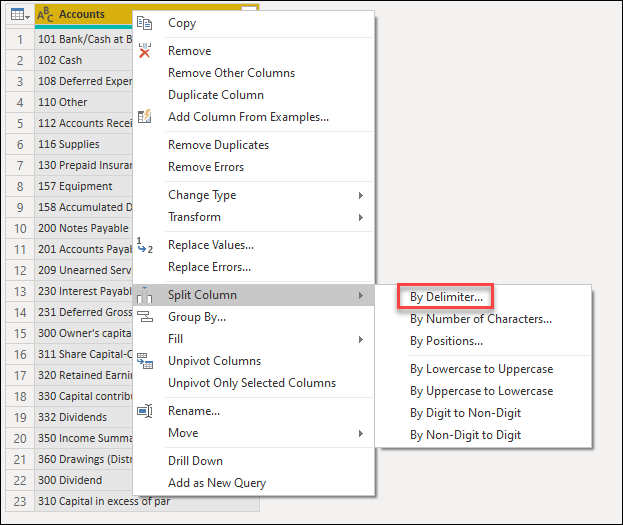 ABC Accounts
1 101 Bank/Cash at B
2 102 Cash
3 108 Deferred Exper
4 110 Other
5 112 Accounts Recei
6 116 Supplies
7 130 Prepaid Insuran
8 157 Equipment
9 158 Accumulated D
10 200 Notes Payable
11 201 Accounts Payab
12 209 Unearned Serv
13 230 Interest Payabl
14 231 Deferred Gross
15 300 Owner's capita
16 311 Share Capital-C
17 320 Retained Earnin
18 330 Capital contribu
19 332 Dividends
20 350 Income Summa
21 360 Drawings (Distr
22 300 Dividend
23 310 Capital in excess of par
Copy
Remove
Remove Other Columns
Duplicate Column
Add Column From Examples...
Remove Duplicates
Remove Errors
Change Type
Transform
1 2 Replace Values...
Replace Errors...
Split Column
Group By...
Fill
Unpivot Columns
Unpivot Only Selected Columns
Rename...
Move
Drill Down
Add as New Query
By Delimiter...
By Number of Characters...
By Positions...
By Lowercase to Uppercase
By Uppercase to Lowercase
By Digit to Non-Digit
By Non-Digit to Digit